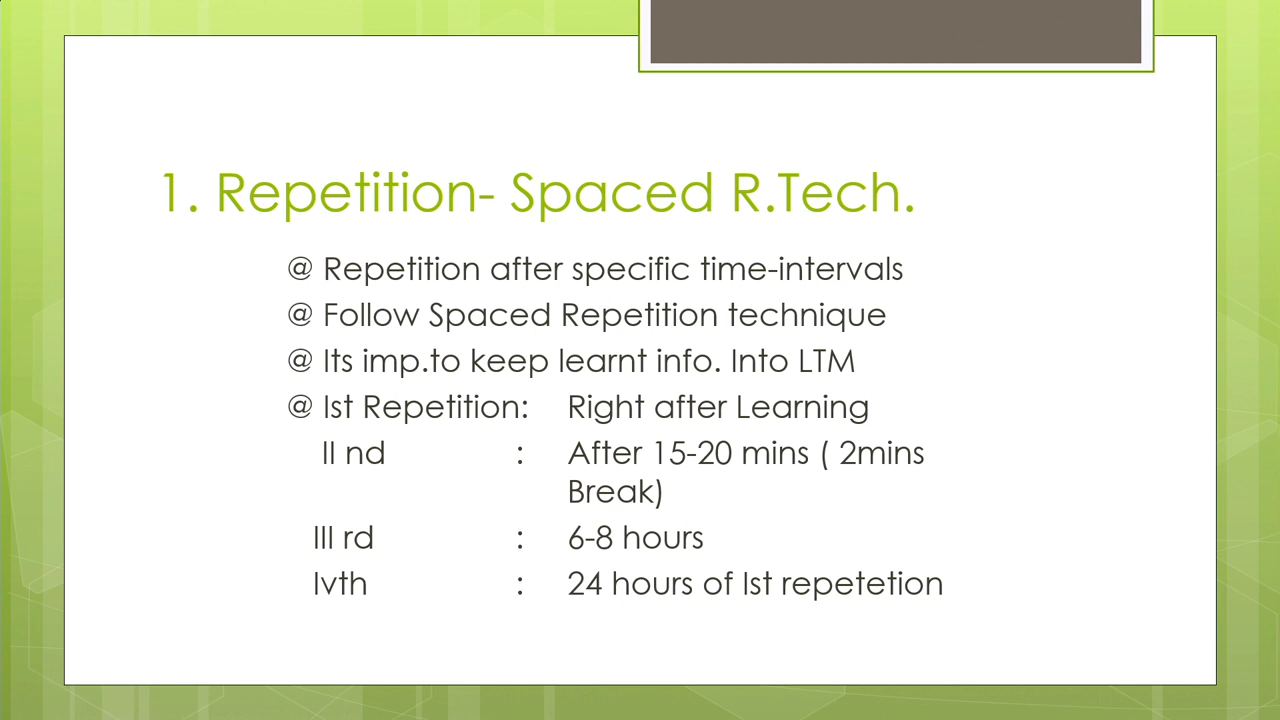 1. Repetition- Spaced R.Tech.
@ Repetition after specific time-intervals
@ Follow Spaced Repetition technique
@ Its imp.to keep learnt info. Into LTM
@ Ist Repetition: Right after Learning
II nd : After 15-20 mins ( 2mins
Break)
III rd : 6-8 hours
Ivth : 24 hours of Ist repetetion